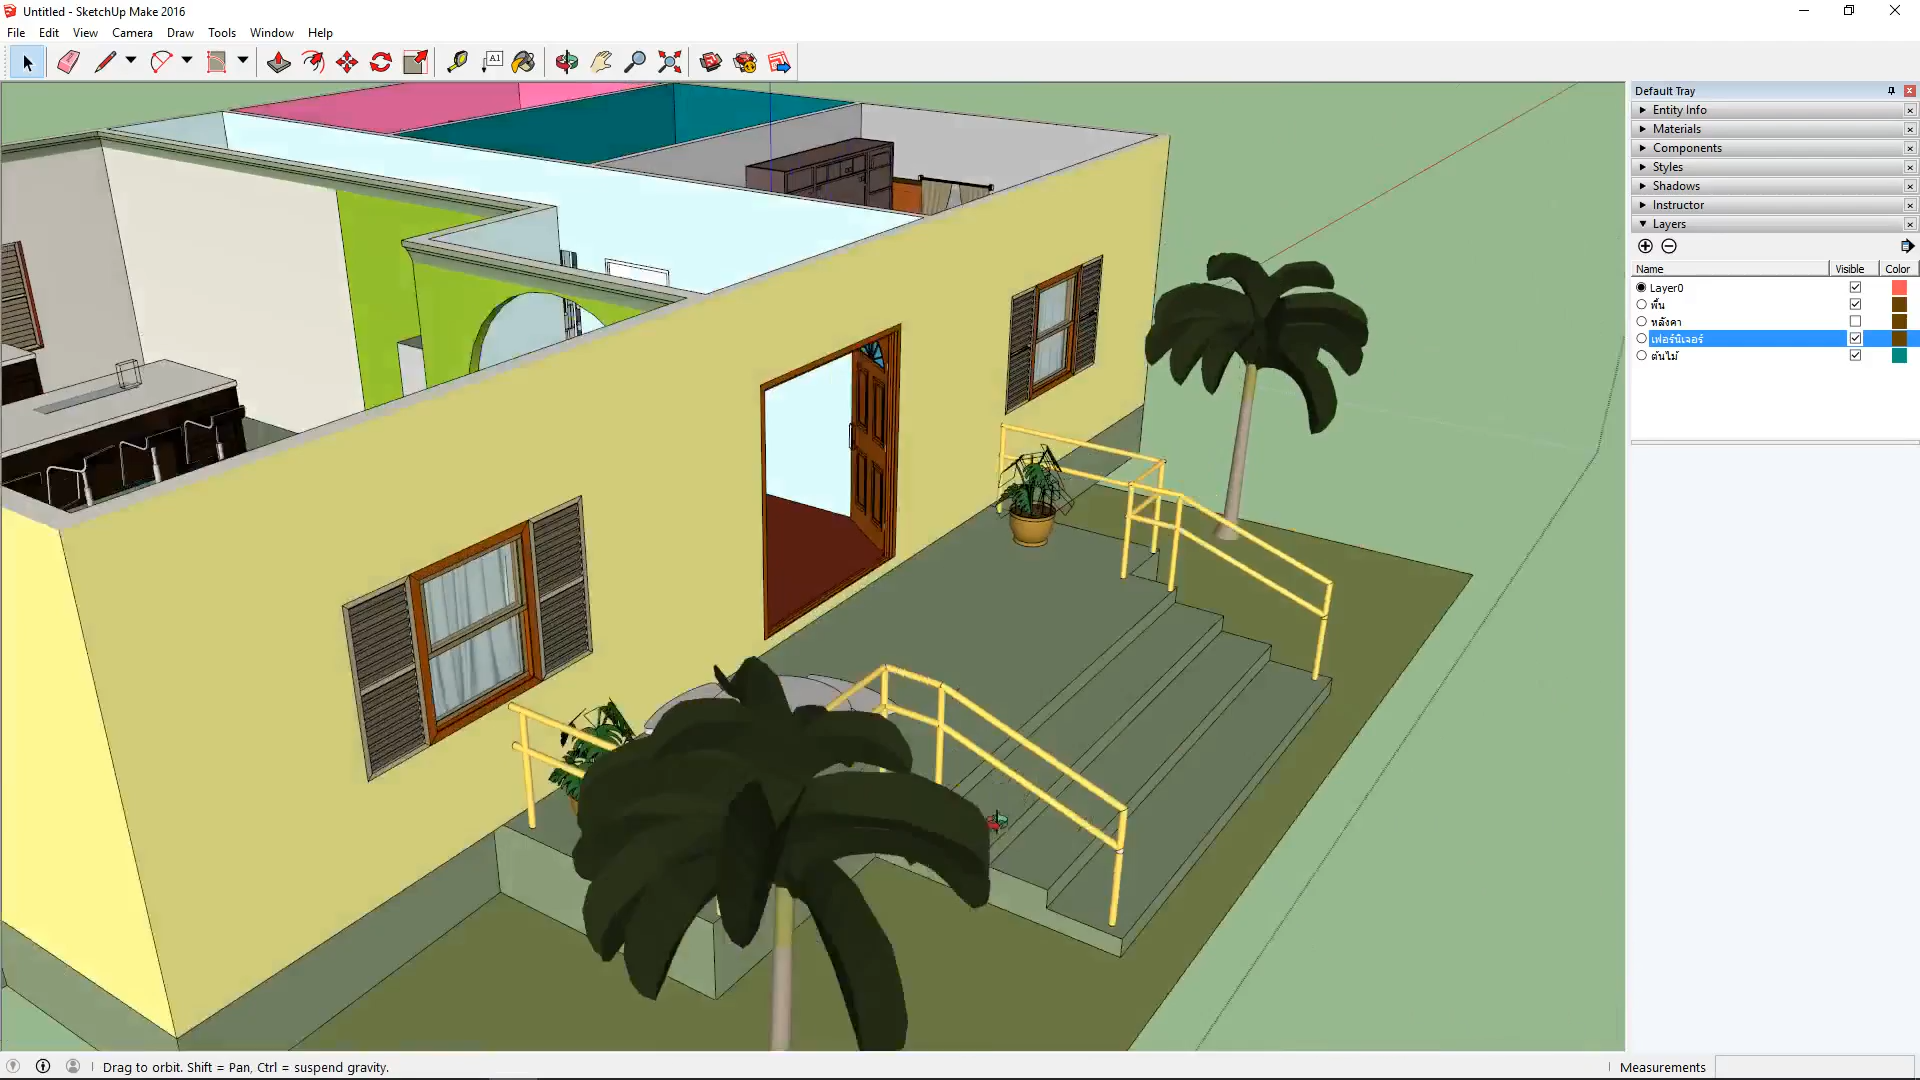 Untitled - SketchUp Make 2016
File Edit View Camera Draw Tools Window Help
A1
Default Tray
Entity Info
Materials
Components
Styles
Shadows
Instructor
Layers
Name Visible Color
Layer0
พื้น
หลังคา
เฟอร์นิเจอร์
ต้นไม้
Drag to orbit. Shift = Pan, Ctrl = suspend gravity.
Measurements